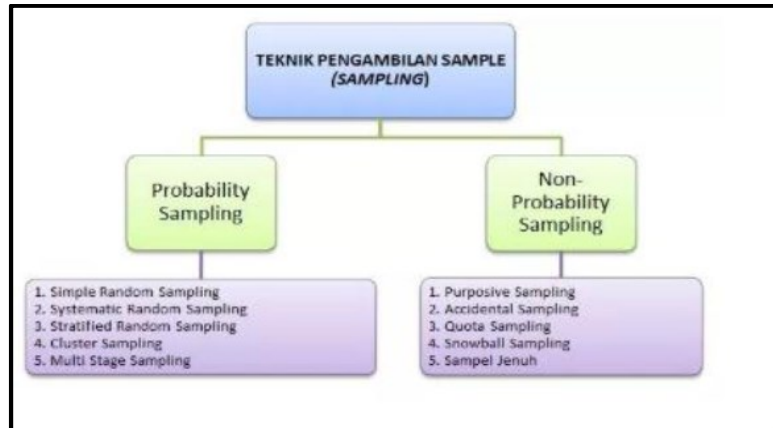 TEKNIK PENGAMBILAN SAMPLE
(SAMPLING)
Probability
Sampling
Non-
Probability
Sampling
1. Simple Random Sampling
2. Systematic Random Sampling
3. Stratified Random Sampling
4. Cluster Sampling
5. Multi Stage Sampling
1. Purposive Sampling
2. Accidental Sampling
3. Quota Sampling
4. Snowball Sampling
5. Sampel Jenuh